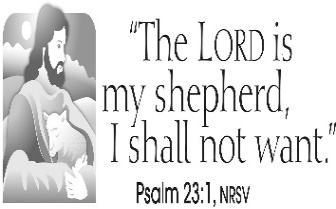 “The LORD is
my shepherd,
I shall not want.”
Psalm 23:1, NRSV